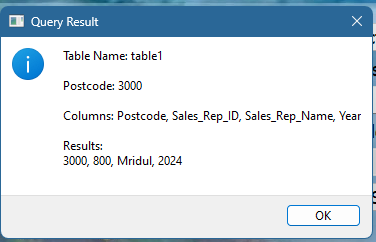 Query Result
Table Name: table1
Postcode: 3000
Columns: Postcode, Sales_Rep_ID, Sales_Rep_Name, Year
Results:
3000, 800, Mridul, 2024
OK